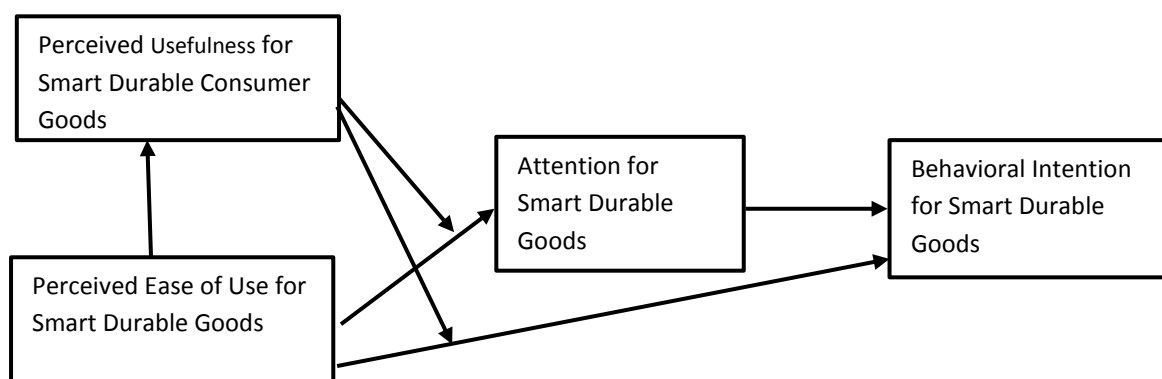 Perceived Usefulness for
Smart Durable Consumer
Goods
Attention for
Smart Durable
Goods
Behavioral Intention
for Smart Durable
Goods
Perceived Ease of Use for
Smart Durable Goods